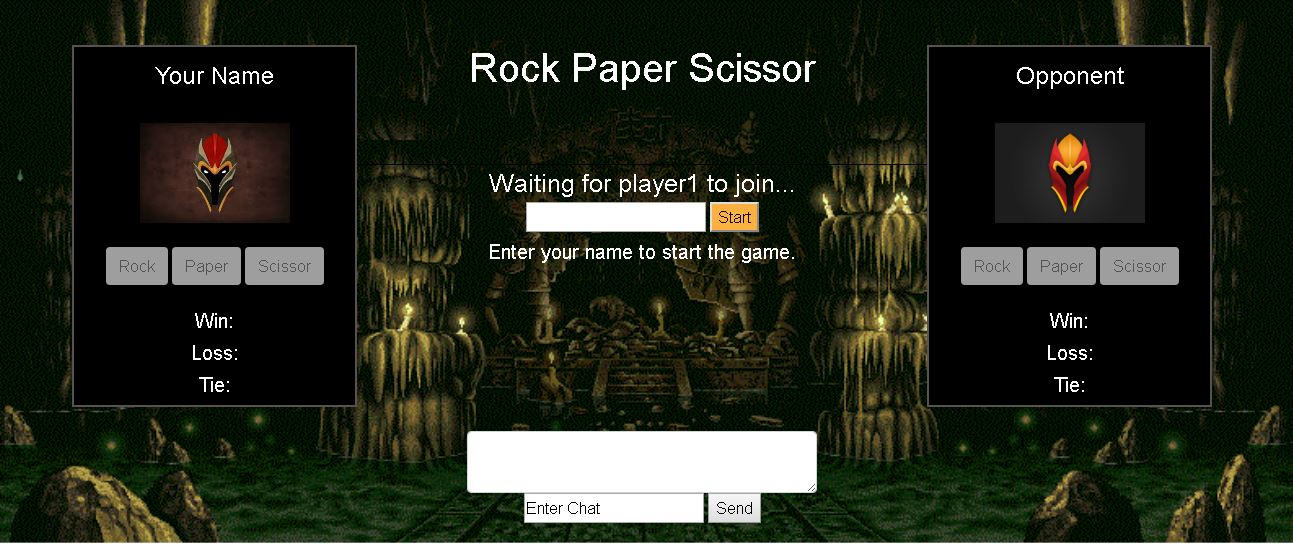 Rock Paper Scissor
Your Name
Rock Paper Scissor
Win:
Loss:
Tie:
Waiting for player1 to join...
Start
Enter your name to start the game.
Opponent
Rock Paper Scissor
Win:
Loss:
Tie:
Enter Chat Send